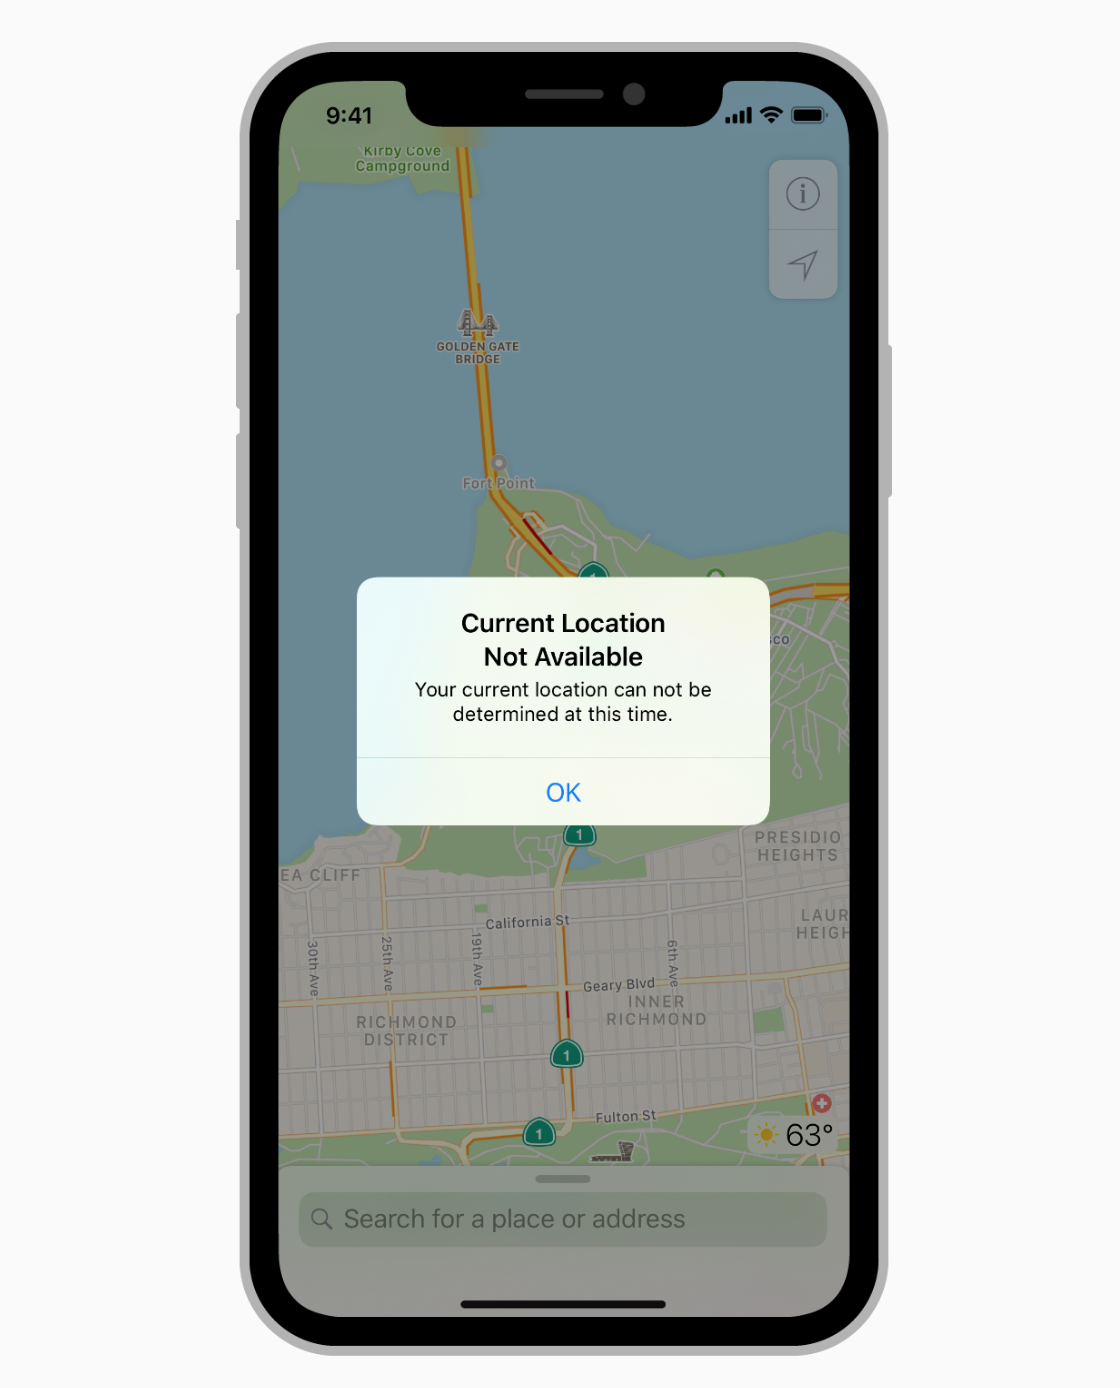 9:41
Kirby Cove
Campground
GOLDEN GATE
BRIDGE
Fort Point
1
sco
Current Location
Not Available
Your current location can not be
determined at this time.
OK
1
PRESIDIO
HEIGHTS
EA CLIFF
LAUR
HEIGH
California St
30th Ave
25th Ave
19th Ave
6th Ave
Geary Blvd
INNER
RICHMOND
RICHMOND
DISTRICT
1
Fulton St
1
63°
Search for a place or address